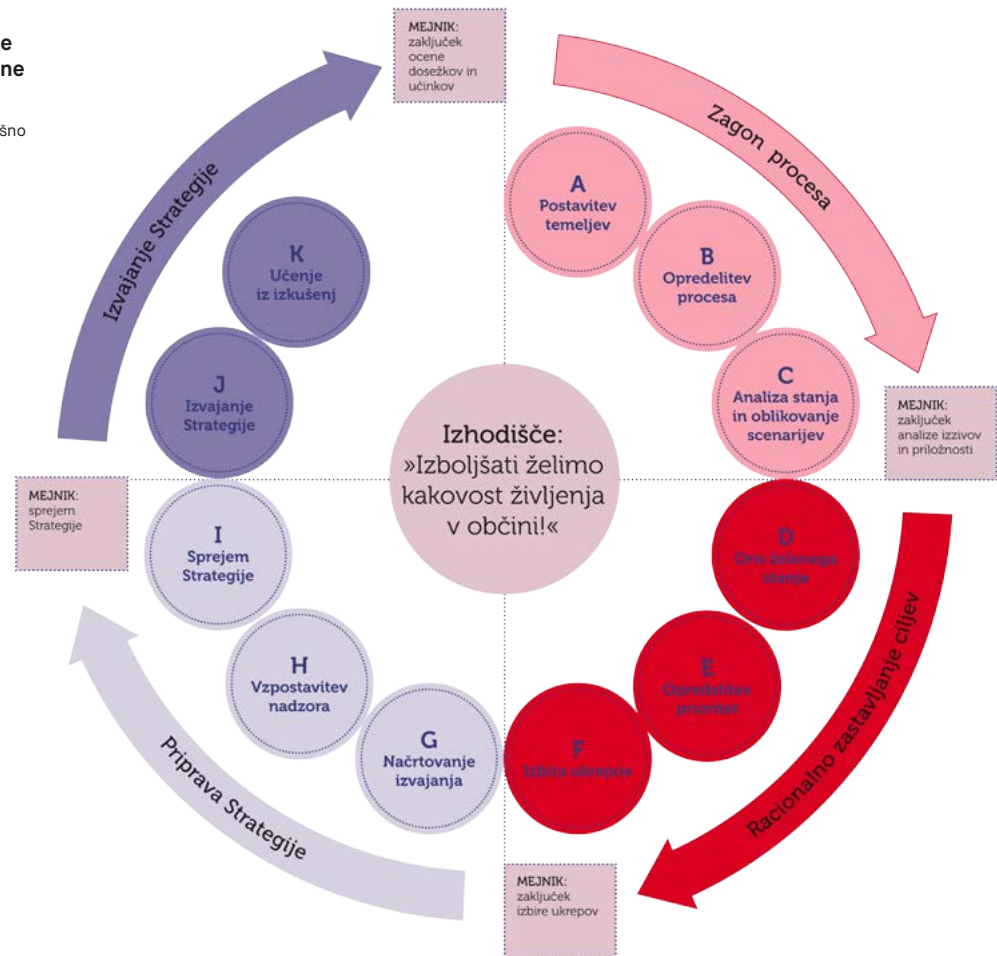 e
ne
šno
MEJNIK:
zaključek
ocene
dosežkov in
učinkov
Zagon procesa
A
Postavitev
temeljev
B
Opredelitev
procesa
C
Analiza stanja
in oblikovanje
scenarijev
MEJNIK:
zaključek
analize izzivov
in priložnosti
Racionalno zastavljanje ciljev
D
Oris želenega
stanja
E
Opredelitev
prioritet
F
Izbira ukrepov
MEJNIK:
zaključek
izbire ukrepov
Priprava Strategije
G
Načrtovanje
izvajanja
H
Vzpostavitev
nadzora
I
Sprejem
Strategije
MEJNIK:
sprejem
Strategije
Izvajanje Strategije
J
Izvajanje
Strategije
K
Učenje
iz izkušenj
Izhodišče:
»Izboljšati želimo
kakovost življenja
v občini!«